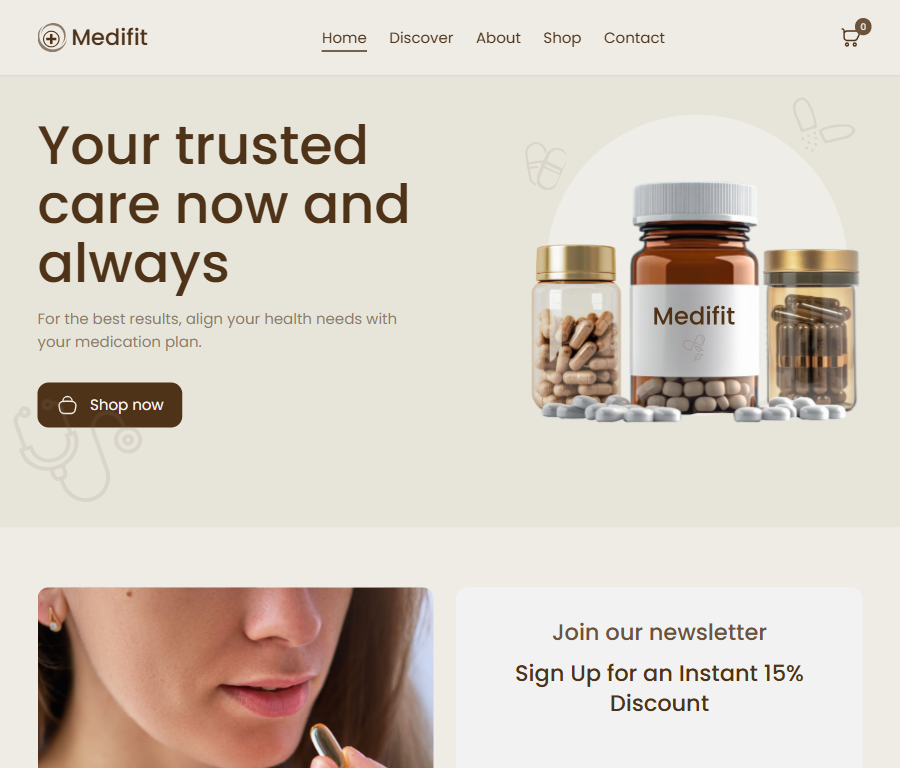 Medifit
Home Discover About Shop Contact
0
Your trusted
care now and
always
For the best results, align your health needs with
your medication plan.
Shop now
Medifit
Join our newsletter
Sign Up for an Instant 15%
Discount